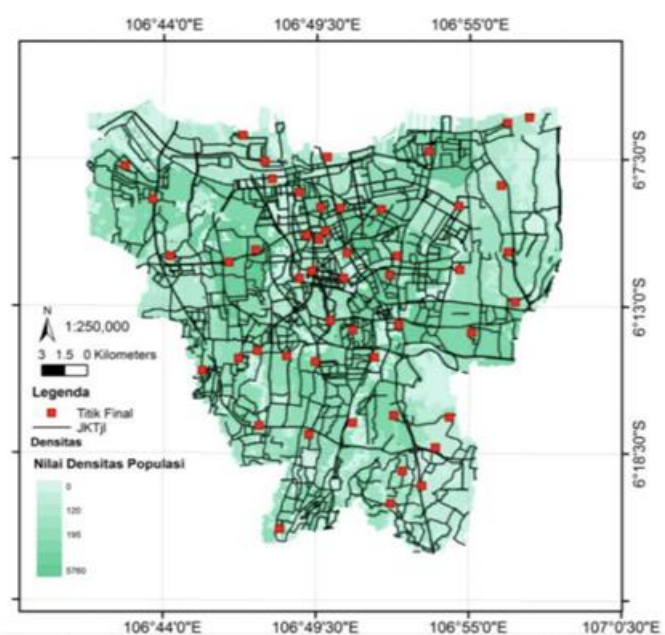 106°44'0"E 106°49'30"E 106°55'0"E
6°7'30"S
6°13'0"S
6°18'30"S
N
1:250,000
3 1.5 0 Kilometers
Legenda
Titik Final
JKTjl
Densitas
Nilai Densitas Populasi
0
120
195
5760
106°44'0"E 106°49'30"E 106°55'0"E 107°0'30"E